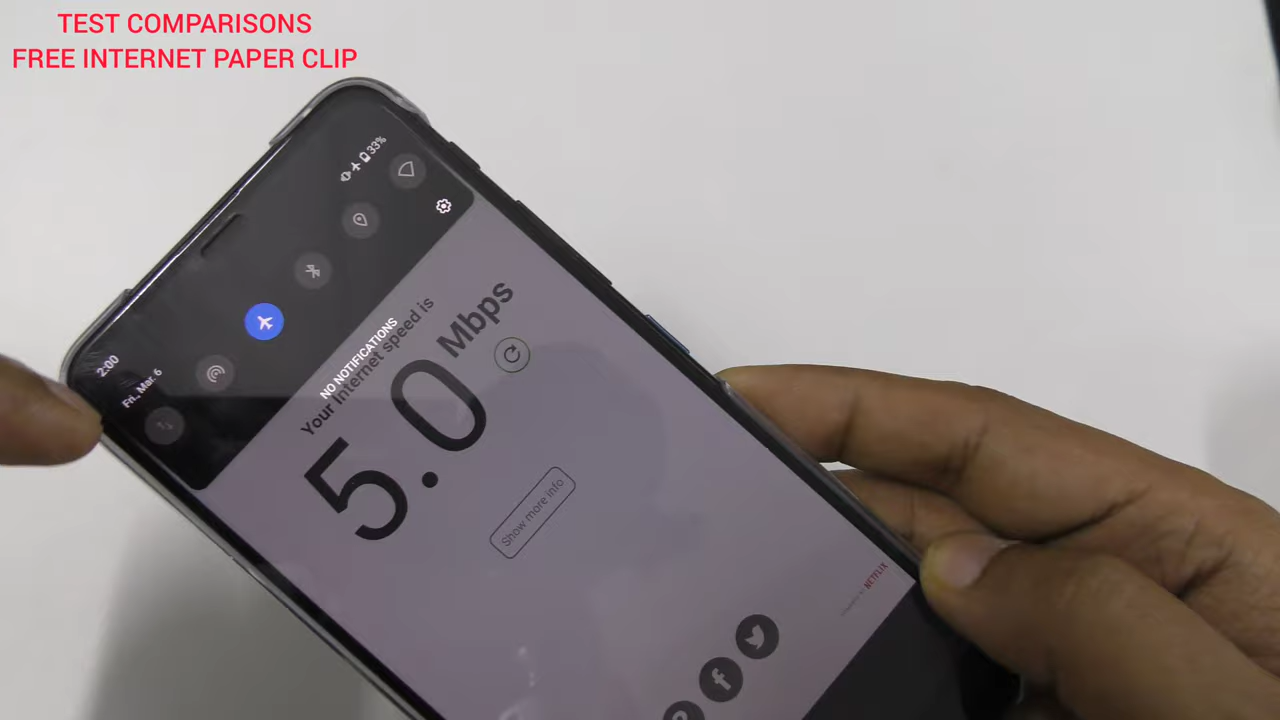 TEST COMPARISONS
FREE INTERNET PAPER CLIP
33%
2:00
Fri, Mar. 6
NO NOTIFICATIONS
Your Internet speed is
5.0 Mbps
Show more info
NETFLIX